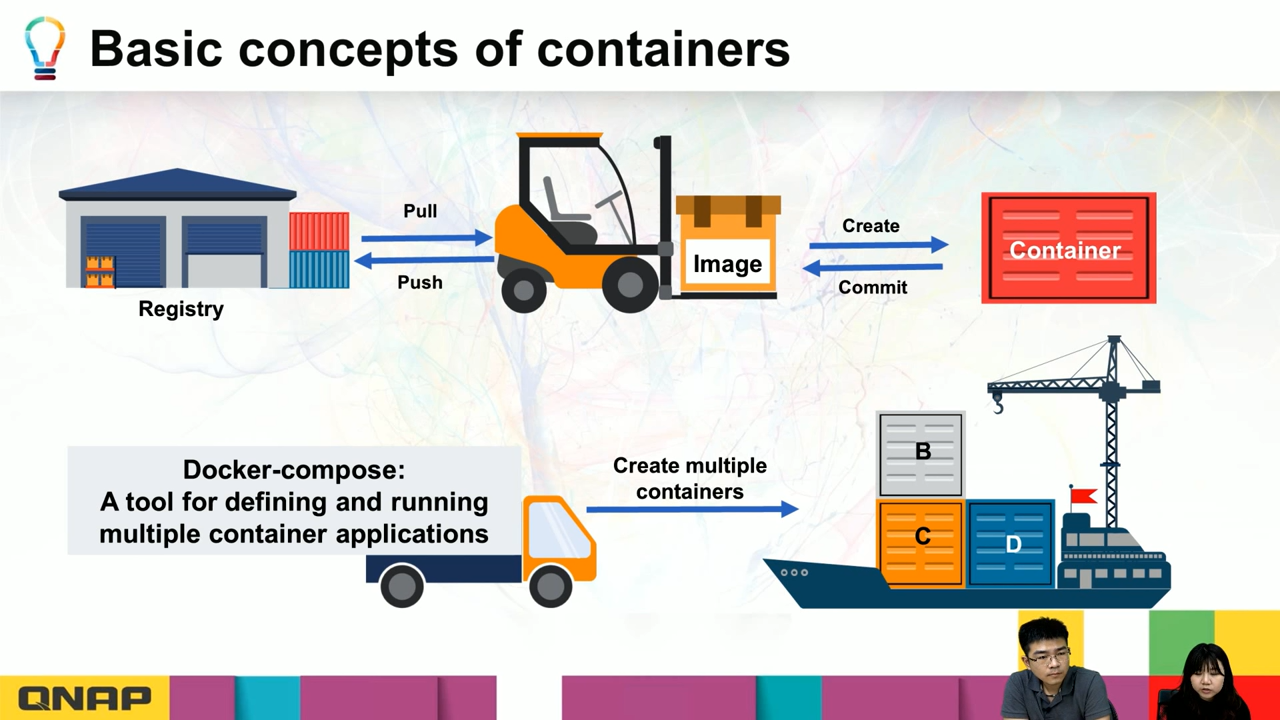 Basic concepts of containers
Pull
Push
Registry
Image
Create
Commit
Container
Docker-compose:
A tool for defining and running
multiple container applications
Create multiple
containers
B
C
D
QNAP